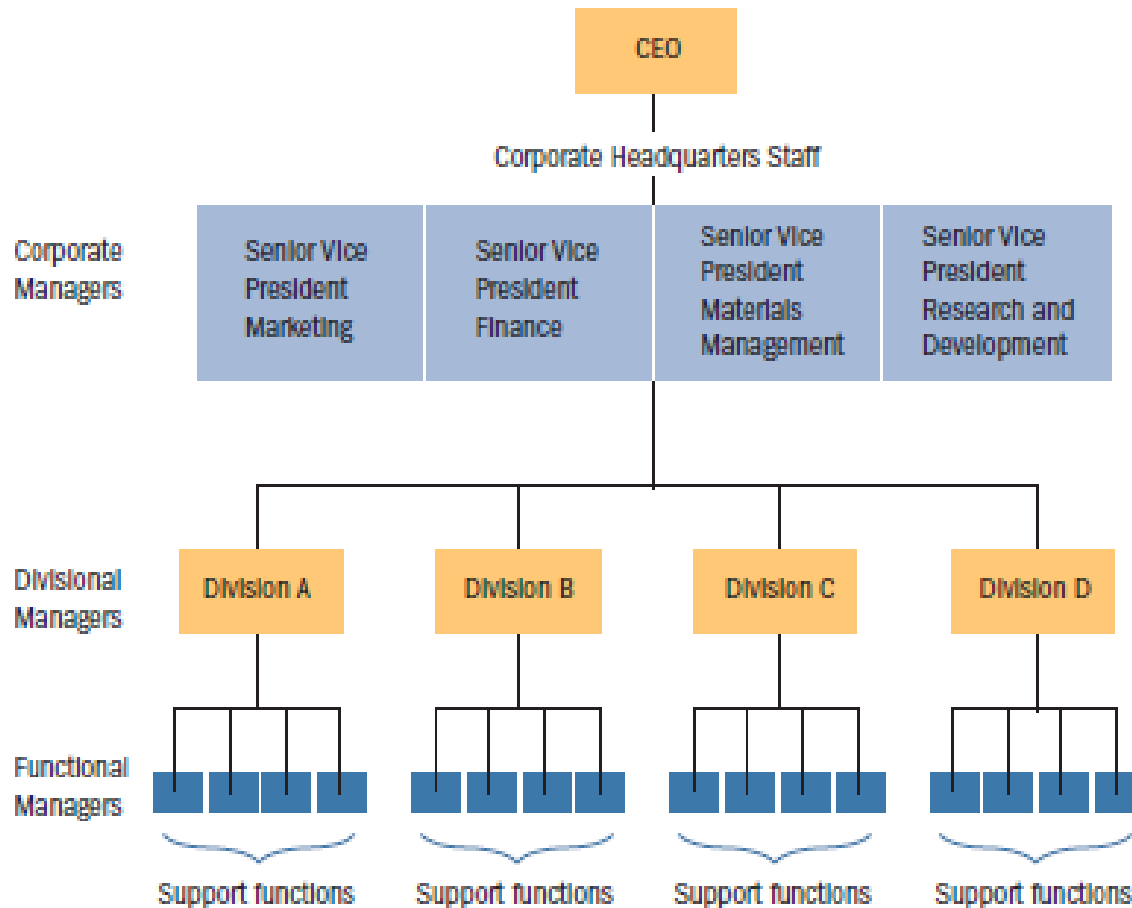 CEO
Corporate Headquarters Staff
Corporate
Managers
Senior Vice
President
Marketing
Senior Vice
President
Finance
Senior Vice
President
Materials
Management
Senior Vice
President
Research and
Development
Divisional
Managers
Division A
Division B
Division C
Division D
Functional
Managers
Support functions
Support functions
Support functions
Support functions